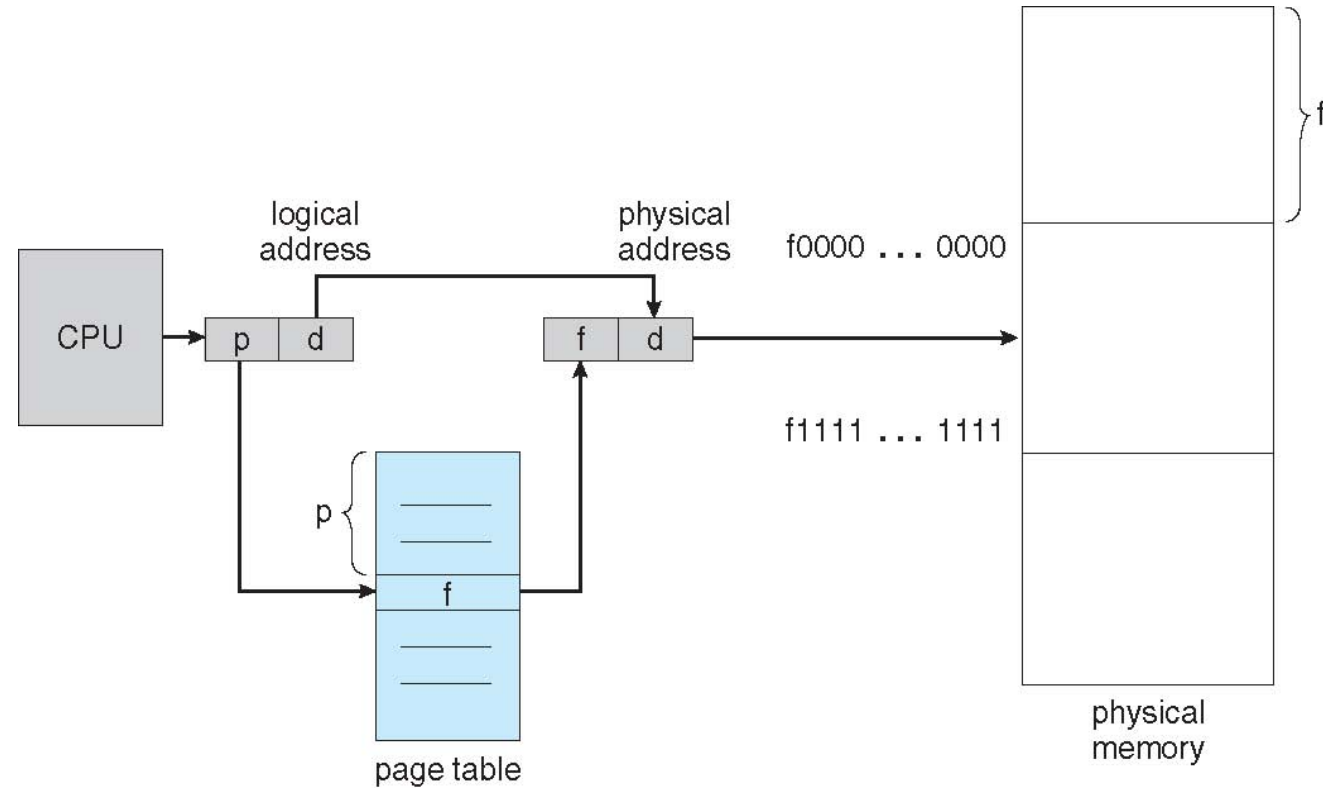 f
logical
address
physical
address
f0000 ... 0000
CPU
p d
f d
f1111 ... 1111
p
f
physical
memory
page table